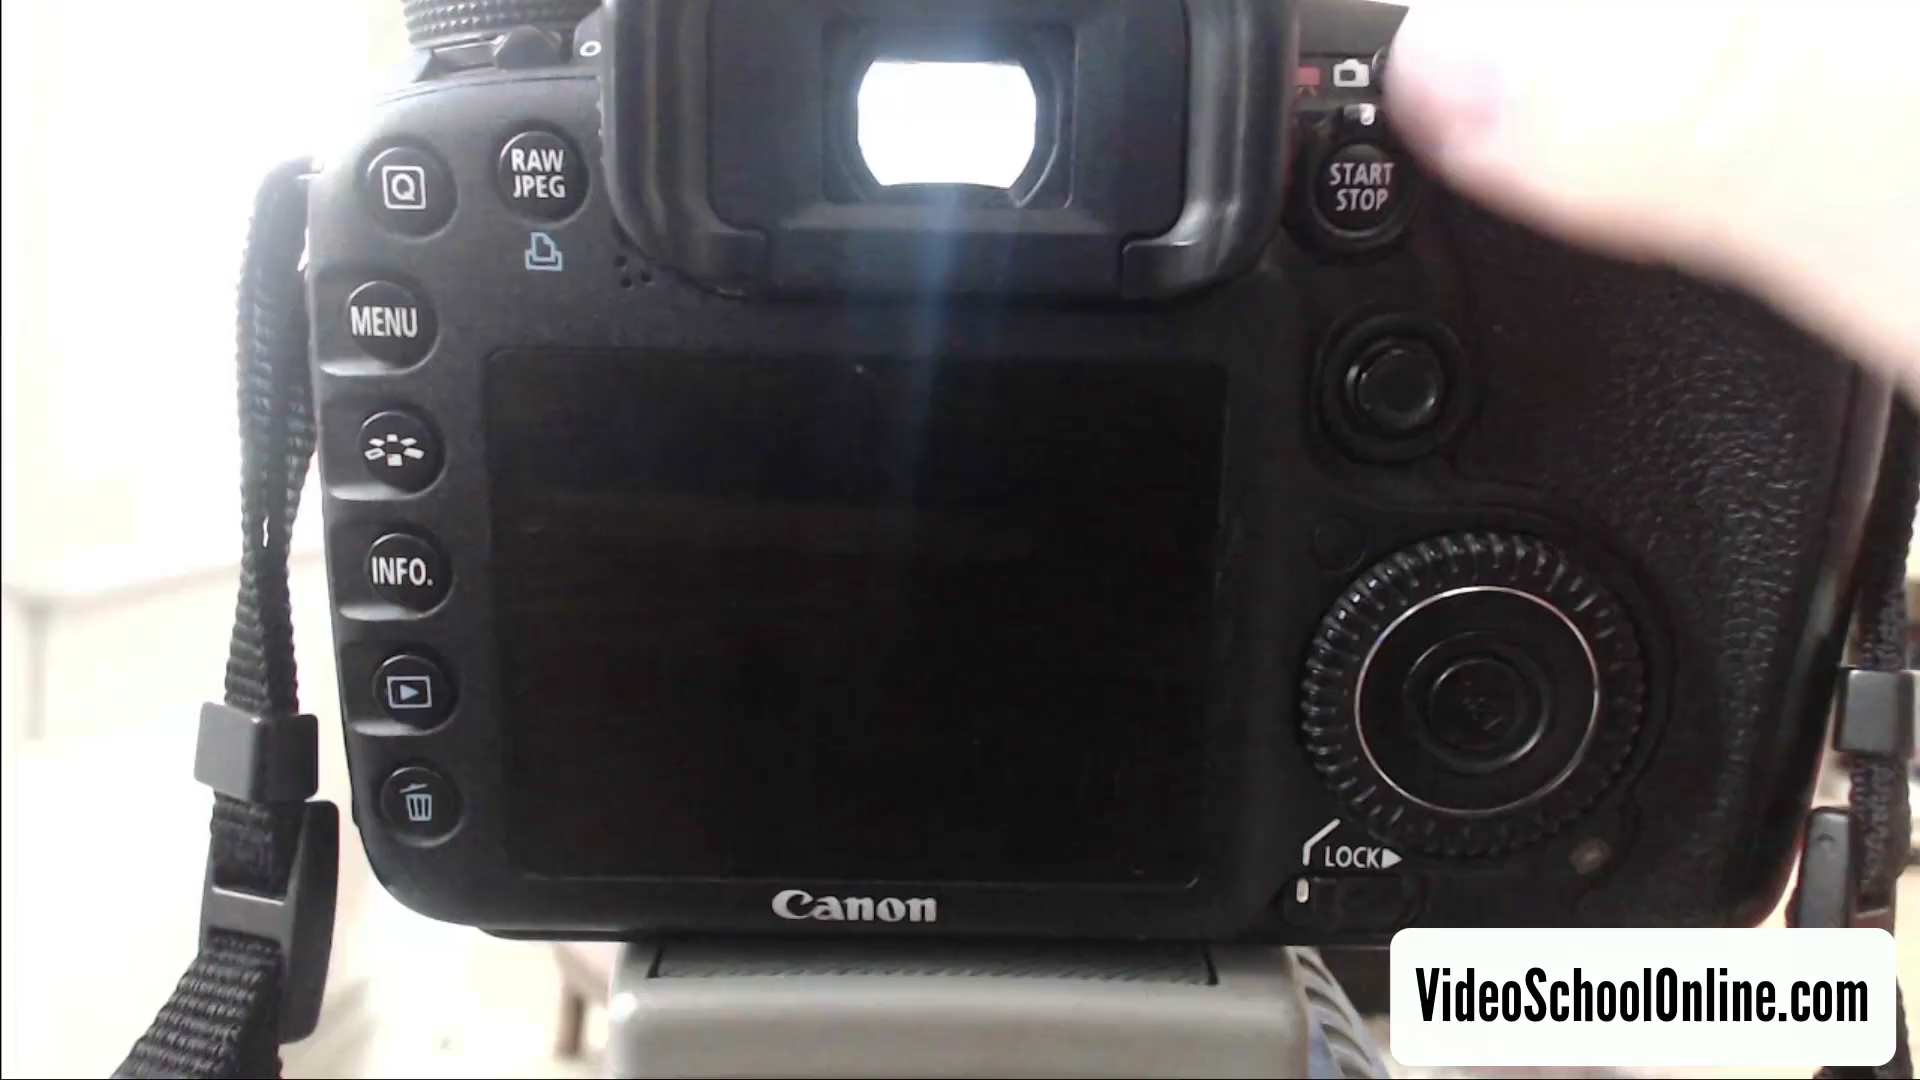 RAW
JPEG
START
STOP
Q
MENU
INFO.
LOCK
Canon
VideoSchoolOnline.com